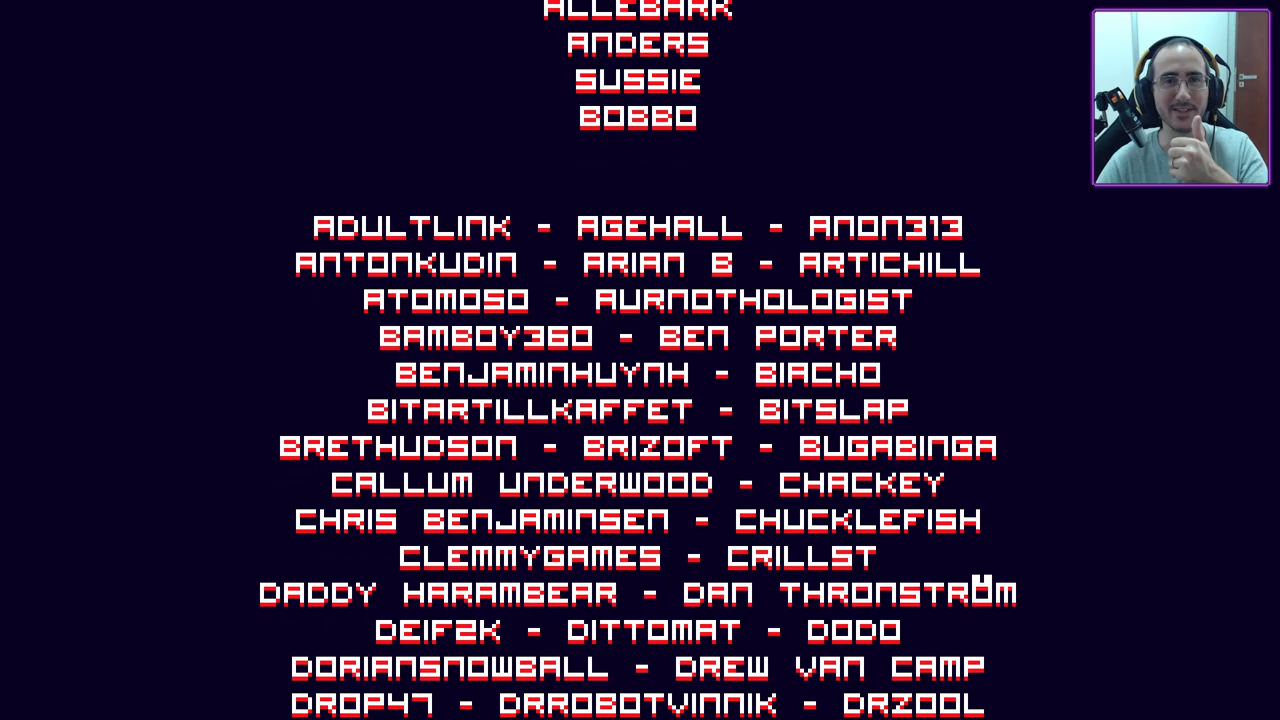 ALLEBARK
ANDERS
SUSSIE
BOBBO
ADULTLINK - AGEHALL - ANON313
ANTONKUDIN - ARIAN B - ARTICHILL
ATOMOSO - AURNOTHOLOGIST
BAMBOY360 - BEN PORTER
BENJAMINHUYNH - BIACHO
BITARTILLKAFFET - BITSLAP
BRETHUDSON - BRIZOFT - BUGABINGA
CALLUM UNDERWOOD - CHACKEY
CHRIS BENJAMINSEN - CHUCKLEFISH
CLEMMYGAMES - CRILLST
DADDY HARAMBEAR - DAN THRONSTRÖM
DEIF2K - DITTOMAT - DODO
DORIANSNOWBALL - DREW VAN CAMP
DROP47 - DRROBOTVINNIK - DRZOOL